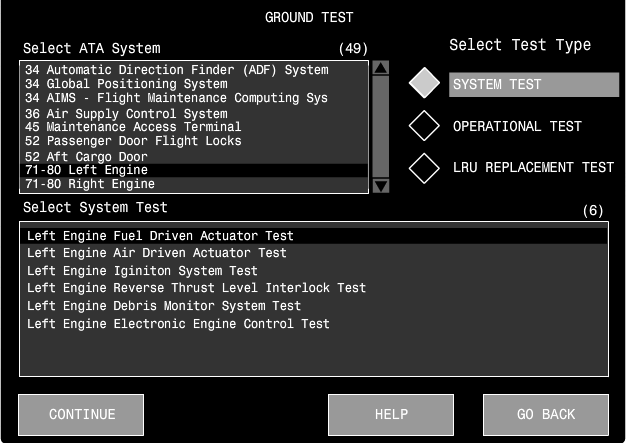 GROUND TEST
Select ATA System (49)
34 Automatic Direction Finder (ADF) System
34 Global Positioning System
34 AIMS - Flight Maintenance Computing Sys
36 Air Supply Control System
45 Maintenance Access Terminal
52 Passenger Door Flight Locks
52 Aft Cargo Door
71-80 Left Engine
71-80 Right Engine
Select Test Type
SYSTEM TEST
OPERATIONAL TEST
LRU REPLACEMENT TEST
Select System Test (6)
Left Engine Fuel Driven Actuator Test
Left Engine Air Driven Actuator Test
Left Engine Iginiton System Test
Left Engine Reverse Thrust Level Interlock Test
Left Engine Debris Monitor System Test
Left Engine Electronic Engine Control Test
CONTINUE HELP GO BACK